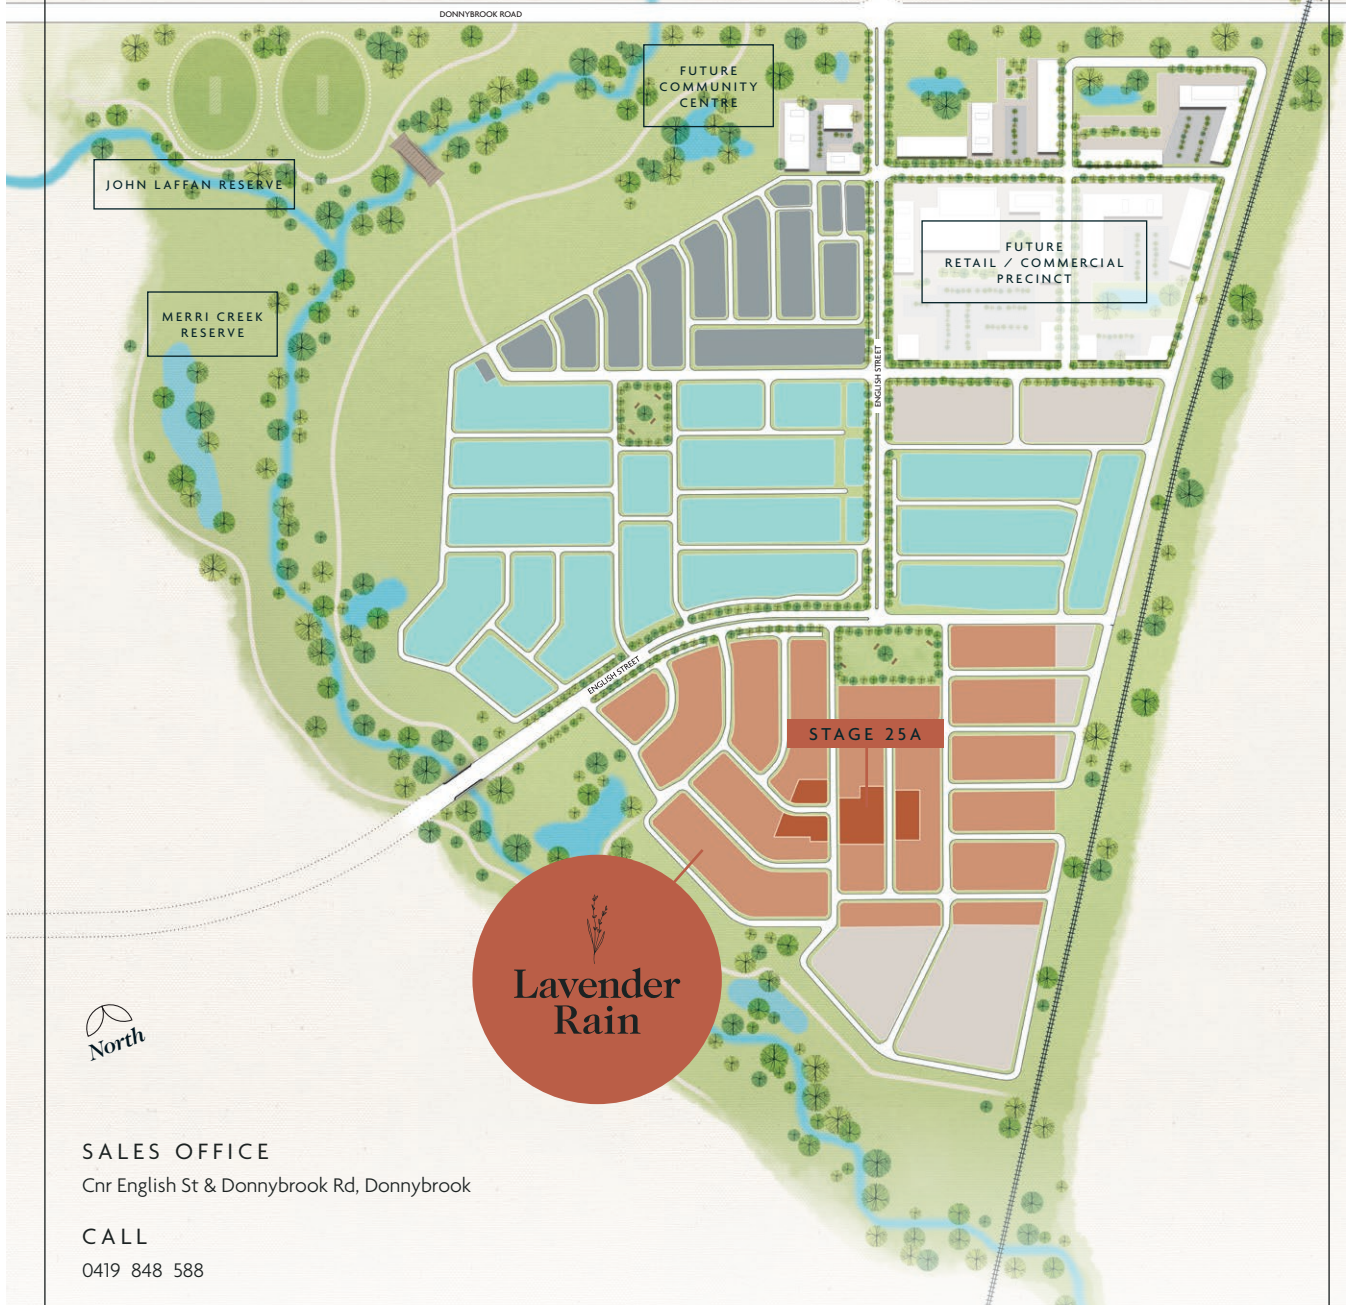 DONNYBROOK ROAD
FUTURE
COMMUNITY
CENTRE
JOHN LAFFAN RESERVE
FUTURE
RETAIL / COMMERCIAL
PRECINCT
MERRI CREEK
RESERVE
ENGLISH STREET
ENGLISH STREET
STAGE 25A
Lavender
Rain
North
SALES OFFICE
Cnr English St & Donnybrook Rd, Donnybrook
CALL
0419 848 588